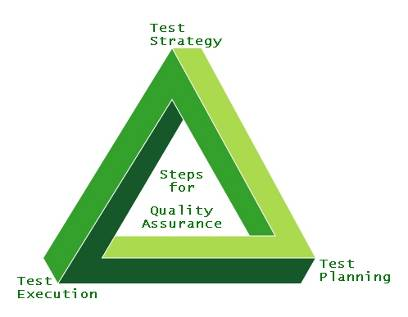 Test
Strategy
Steps
for
Quality
Assurance
Test
Planning
Test
Execution